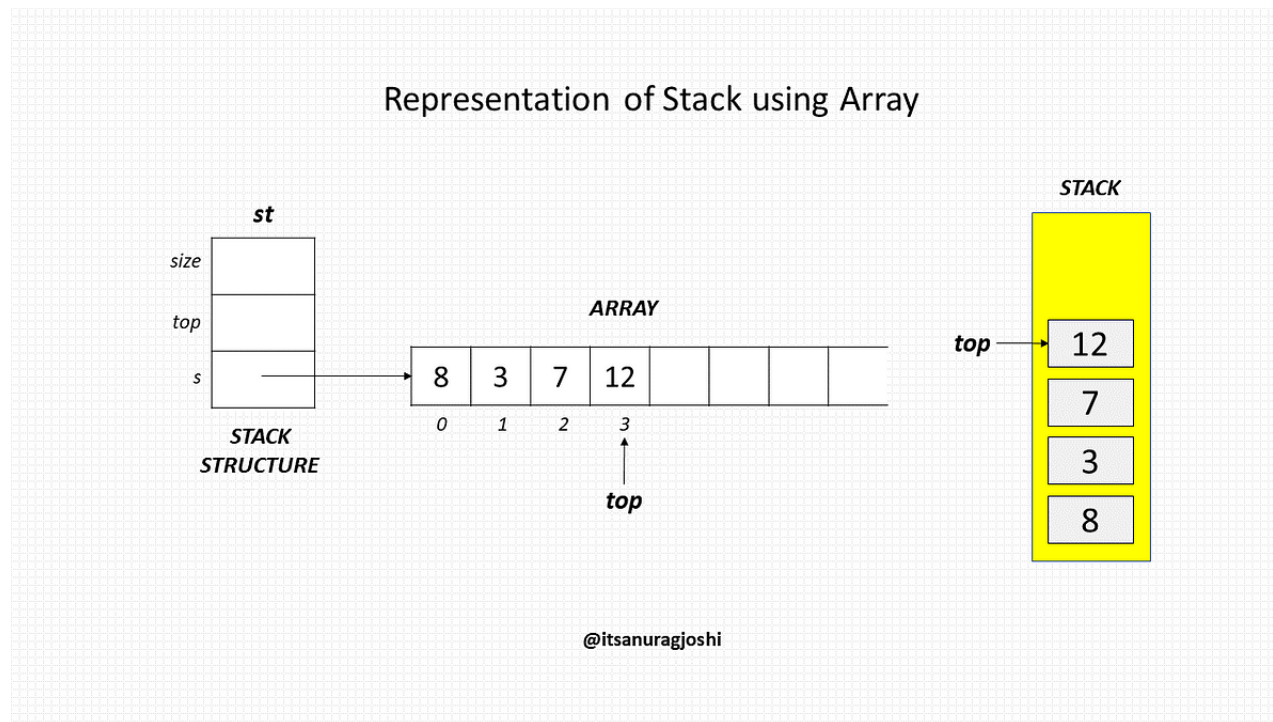 Representation of Stack using Array
STACK
st
size
top
s
STACK
STRUCTURE
ARRAY
8 3 7 12
0 1 2 3
top
top
12
7
3
8
@itsanuragjoshi